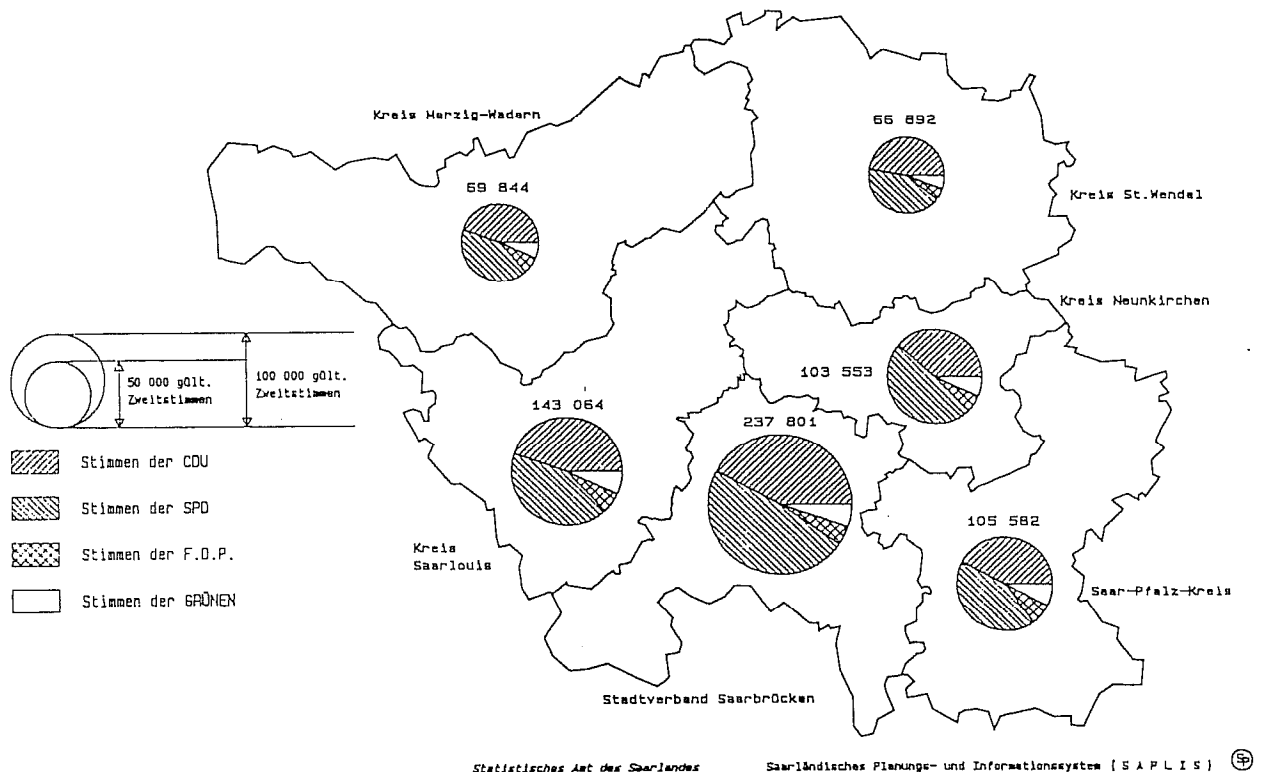 Kreis Merzig-Wadern
66 892
69 844
Kreis St.Wendel
Kreis Neunkirchen
50 000 gült.
Zweitstimmen
100 000 gült.
Zweitstimmen
103 553
143 064
237 801
Stimmen der CDU
Stimmen der SPD
105 582
Kreis
Saarlouis
Stimmen der F.D.P.
Saar-Pfalz-Kreis
Stimmen der GRÜNEN
Stadtverband Saarbrücken
Statistisches Amt des Saarlandes
Saarländisches Planungs- und Informationssystem ( S A P L I S )